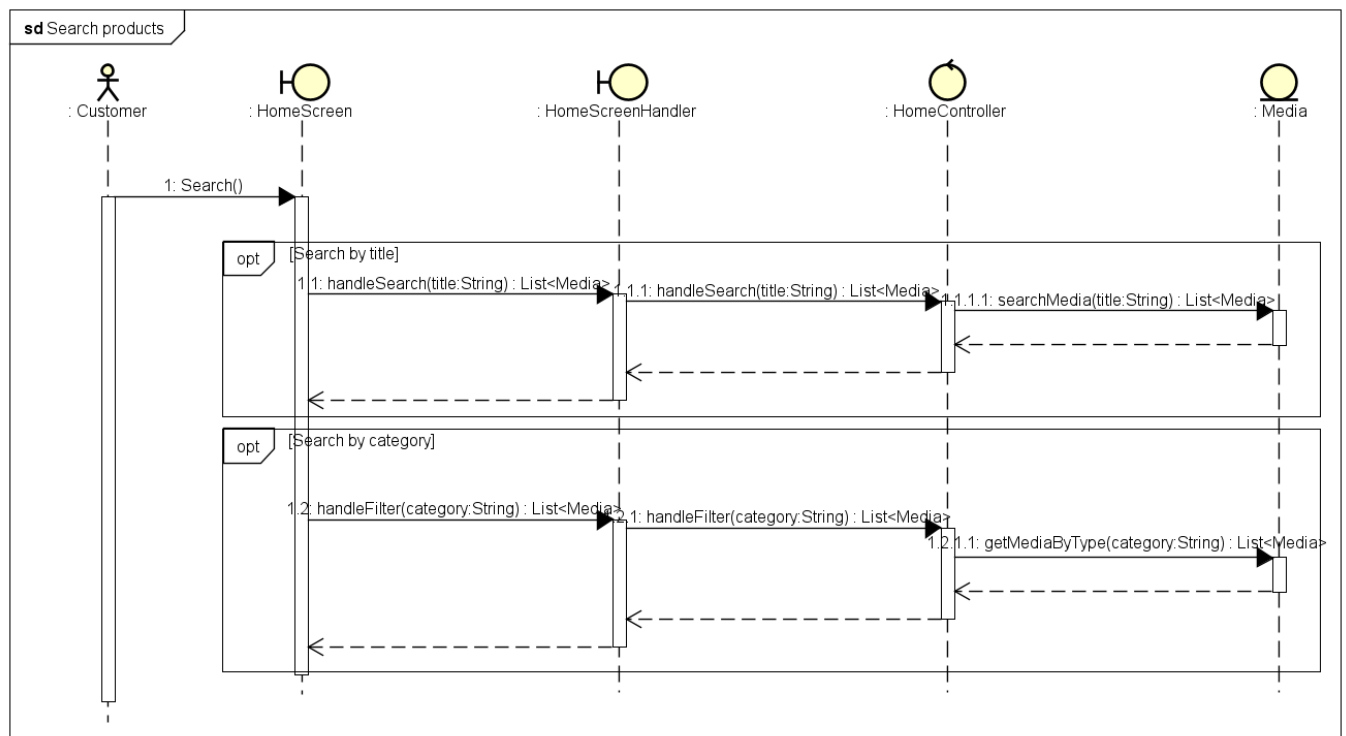 sd Search products
: Customer
: HomeScreen
: HomeScreenHandler
: HomeController
: Media
1: Search()
opt
[Search by title]
1.1: handleSearch(title:String) : List<Media>
1.1.1: handleSearch(title:String) : List<Media>
1.1.1.1: searchMedia(title:String) : List<Media>
opt
[Search by category]
1.2: handleFilter(category:String) : List<Media>
1.2.1: handleFilter(category:String) : List<Media>
1.2.1.1: getMediaByType(category:String) : List<Media>